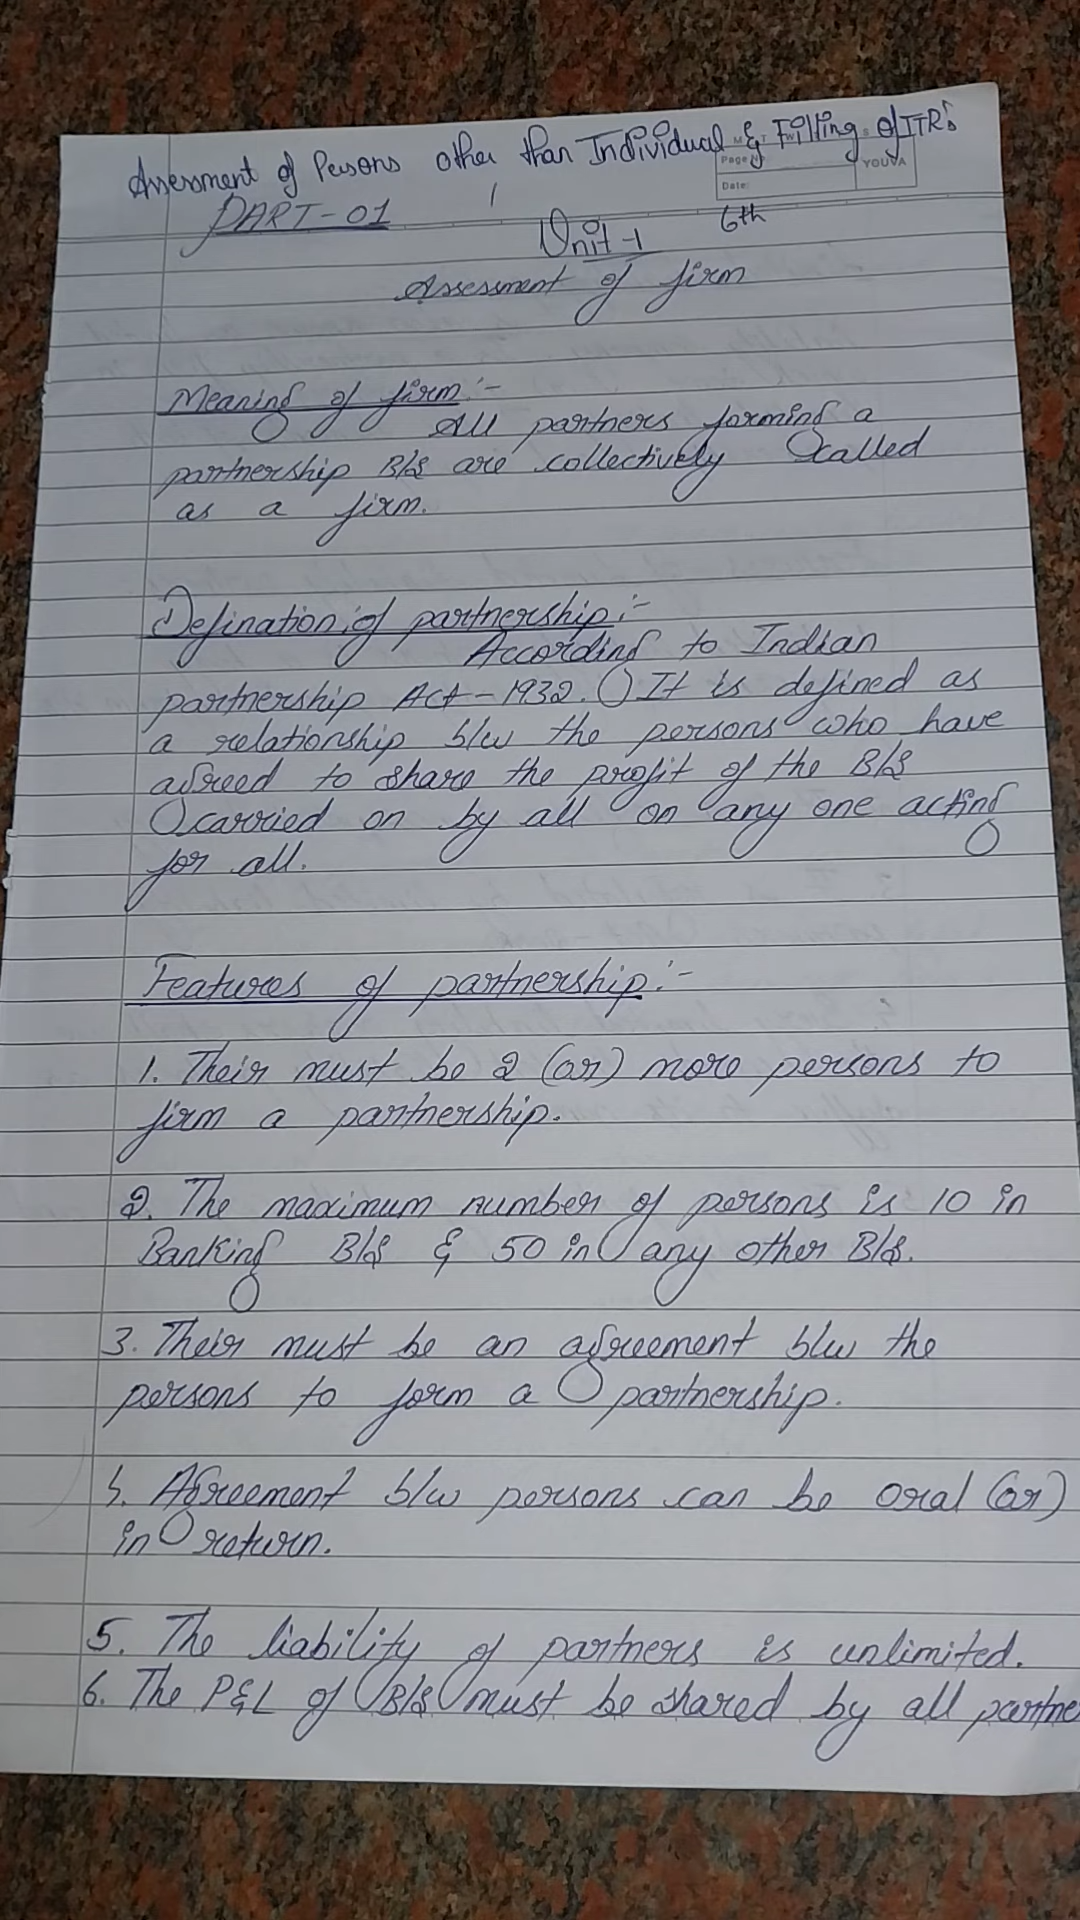 Assessment of Persons other than Individual & Filling of ITR's
Page
YOUVA
Date:
PART-01
6th
Unit-1
Assessment of firm
Meaning of firm :-
All partners forming a
partnership B/S are collectively called
as a firm.
Defination of partnership :-
According to Indian
partnership Act-1932. It is defined as
a relationship b/w the persons who have
agreed to share the profit of the B/S
carried on by all on any one acting
for all.
Features of partnership :-
1. Their must be 2 (or) more persons to
firm a partnership.
2. The maximum number of persons is 10 in
Banking B/S & 50 in any other B/S.
3. Their must be an agreement b/w the
persons to form a partnership.
4. Agreement b/w persons can be oral (or)
in return.
5. The liability of partners is unlimited.
6. The P&L of B/S must be shared by all partne